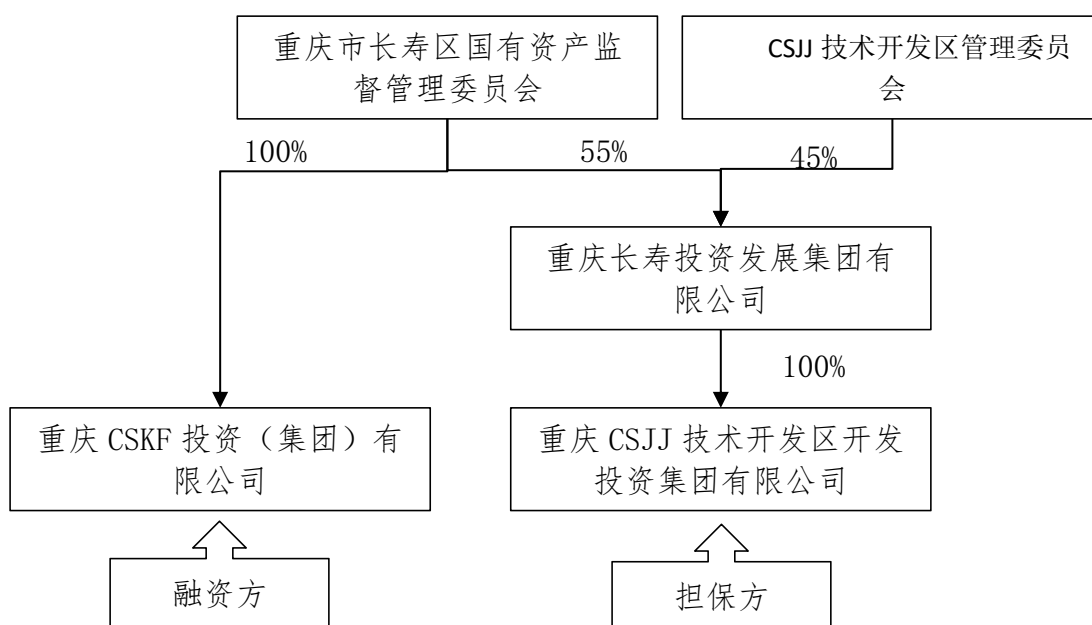 重庆市长寿区国有资产监
督管理委员会
CSJJ 技术开发区管理委员
会
100%
55%
45%
重庆长寿投资发展集团有
限公司
100%
重庆 CSKF 投资（集团）有
限公司
重庆 CSJJ 技术开发区开发
投资集团有限公司
融资方
担保方